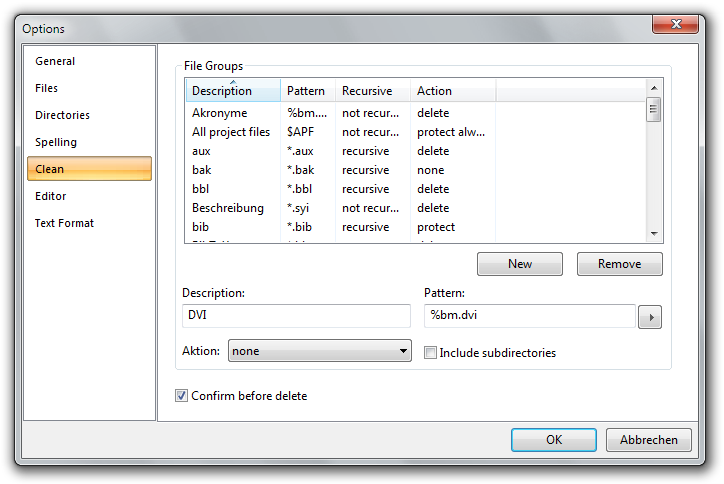 Options
General
Files
Directories
Spelling
Clean
Editor
Text Format
File Groups
Description Pattern Recursive Action
Akronyme %bm.... not recur... delete
All project files $APF not recur... protect alw...
aux *.aux recursive delete
bak *.bak recursive none
bbl *.bbl recursive delete
Beschreibung *.syi not recur... delete
bib *.bib recursive protect
New Remove
Description: Pattern:
DVI %bm.dvi
Aktion: none Include subdirectories
Confirm before delete
OK Abbrechen